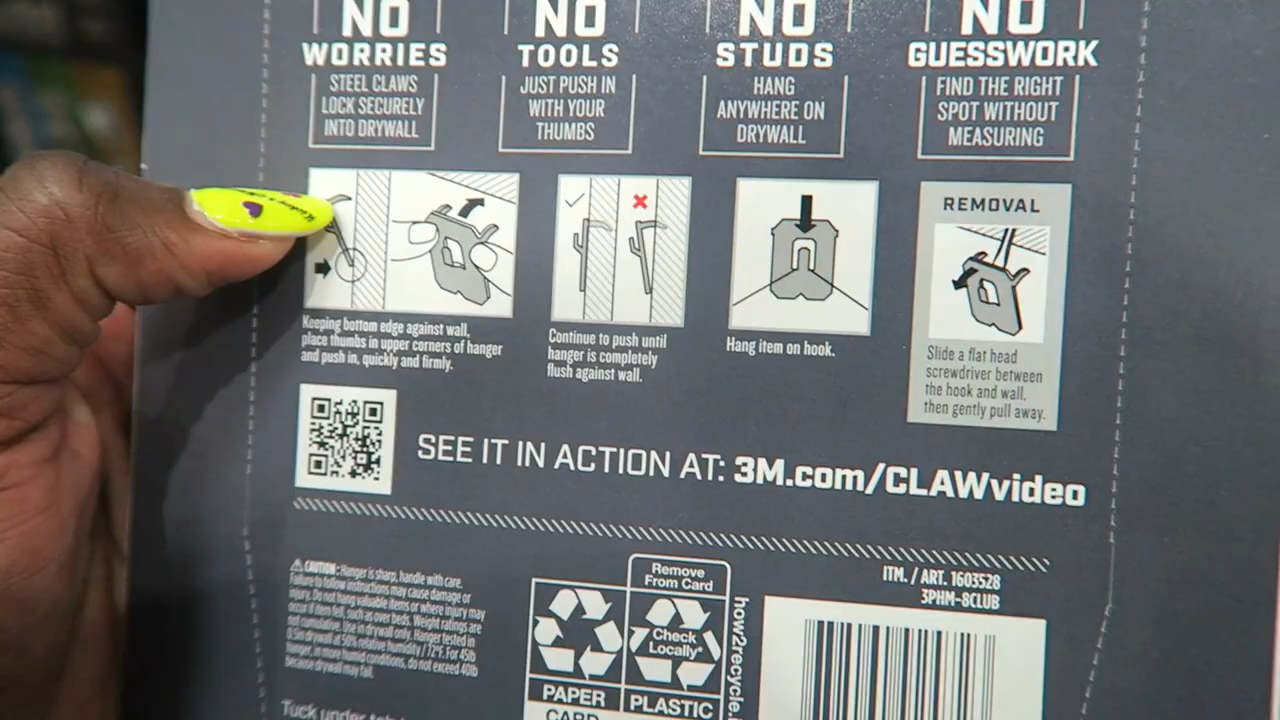 NO
WORRIES
STEEL CLAWS
LOCK SECURELY
INTO DRYWALL
NO
TOOLS
JUST PUSH IN
WITH YOUR
THUMBS
NO
STUDS
HANG
ANYWHERE ON
DRYWALL
NO
GUESSWORK
FIND THE RIGHT
SPOT WITHOUT
MEASURING
Keeping bottom edge against wall,
place thumbs in upper corners of hanger
and push in, quickly and firmly.
Continue to push until
hanger is completely
flush against wall.
Hang item on hook.
REMOVAL
Slide a flat head
screwdriver between
the hook and wall,
then gently pull away.
SEE IT IN ACTION AT: 3M.com/CLAWvideo
⚠ CAUTION: Hanger is sharp, handle with care.
Failure to follow instructions may cause damage or
injury. Do not hang valuable items or where injury may
occur if item fell, such as over beds. Weight ratings are
not cumulative. Use in drywall only. Hanger tested in
0.5in drywall at 50% relative humidity / 72°F. For 45lb
hanger, in more humid conditions, do not exceed 40lb
because drywall may fail.
Tuck under
Remove
From Card
Check
Locally*
PAPER
PLASTIC
CARD
how2recycle.i
ITM. / ART. 1603528
3PHM-8CLUB